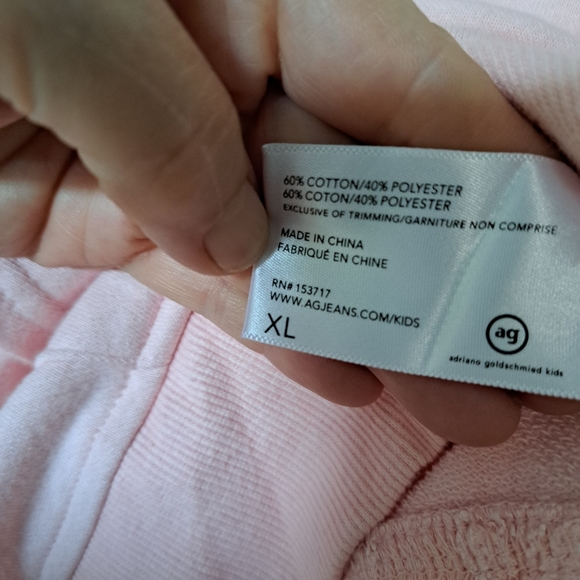 60% COTTON/40% POLYESTER
60% COTON/40% POLYESTER
EXCLUSIVE OF TRIMMING/GARNITURE NON COMPRISE
MADE IN CHINA
FABRIQUÉ EN CHINE
RN# 153717
WWW.AGJEANS.COM/KIDS
XL
ag
adriano goldschmied kids